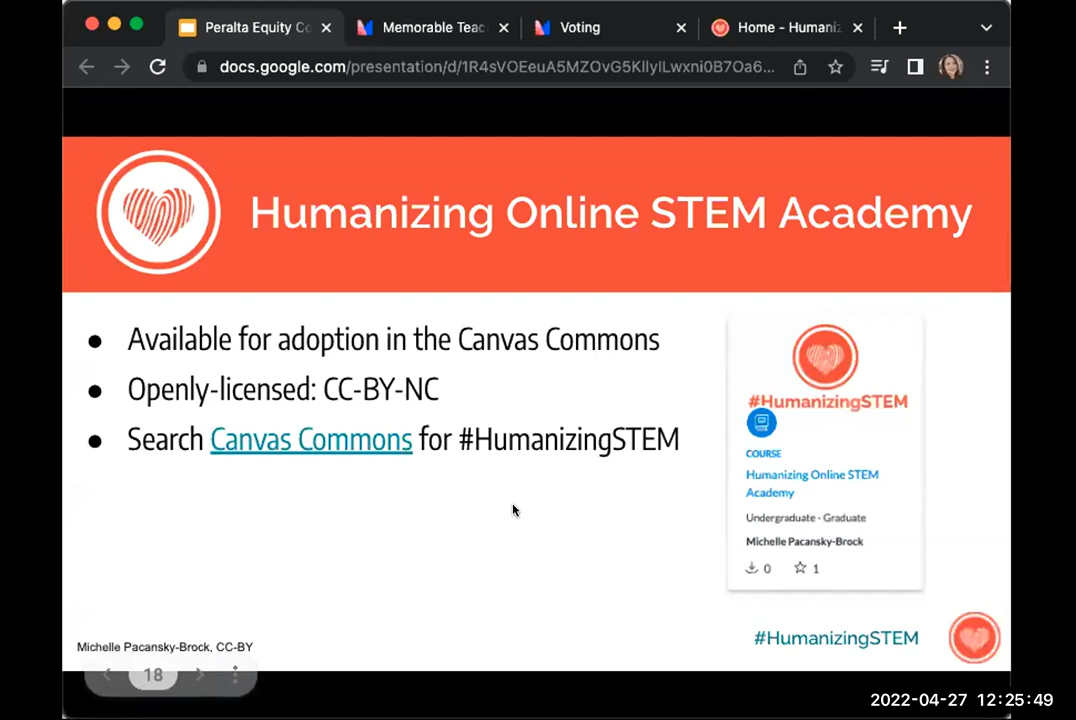 Peralta Equity Co
Memorable Teac
Voting
Home - Humaniz
docs.google.com/presentation/d/1R4sVOEeuA5MZOvG5KIlyILwxni0B7Oa6...
Humanizing Online STEM Academy
● Available for adoption in the Canvas Commons
● Openly-licensed: CC-BY-NC
● Search Canvas Commons for #HumanizingSTEM
#HumanizingSTEM
COURSE
Humanizing Online STEM
Academy
Undergraduate - Graduate
Michelle Pacansky-Brock
0 1
#HumanizingSTEM
Michelle Pacansky-Brock, CC-BY
18
2022-04-27 12:25:49